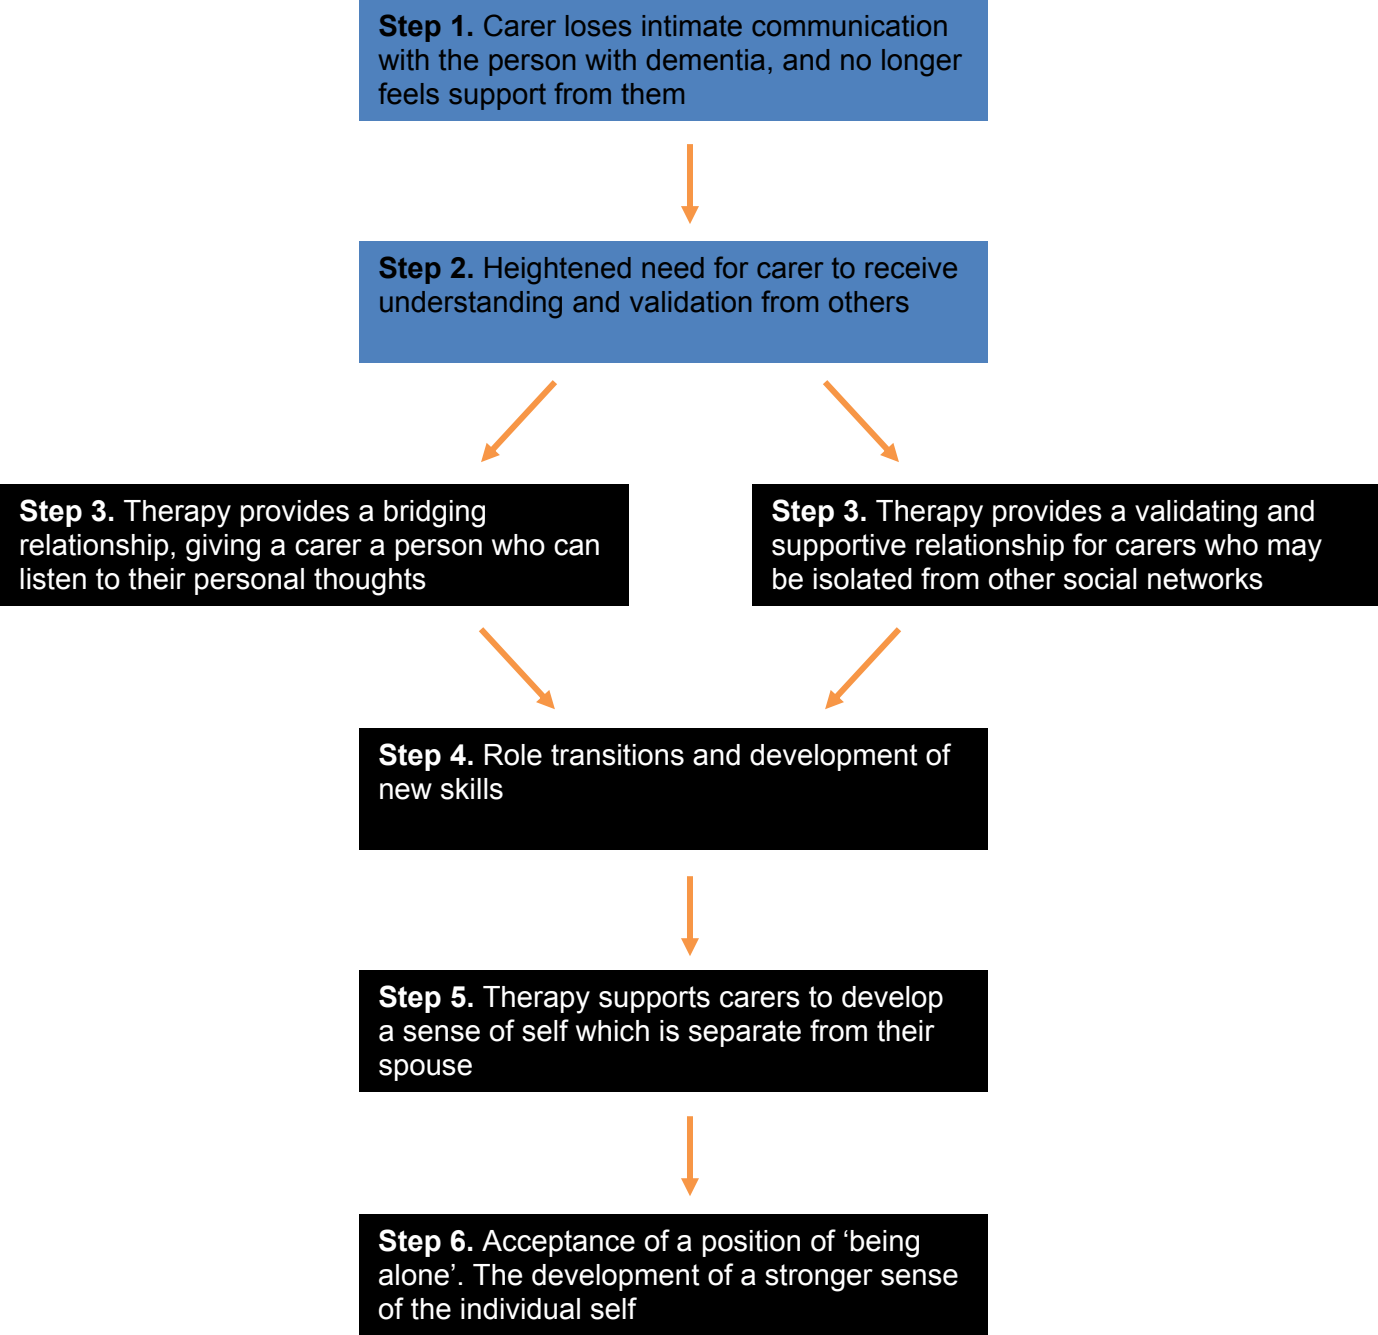 Step 1. Carer loses intimate communication
with the person with dementia, and no longer
feels support from them
Step 2. Heightened need for carer to receive
understanding and validation from others
Step 3. Therapy provides a bridging
relationship, giving a carer a person who can
listen to their personal thoughts
Step 3. Therapy provides a validating and
supportive relationship for carers who may
be isolated from other social networks
Step 4. Role transitions and development of
new skills
Step 5. Therapy supports carers to develop
a sense of self which is separate from their
spouse
Step 6. Acceptance of a position of ‘being
alone’. The development of a stronger sense
of the individual self